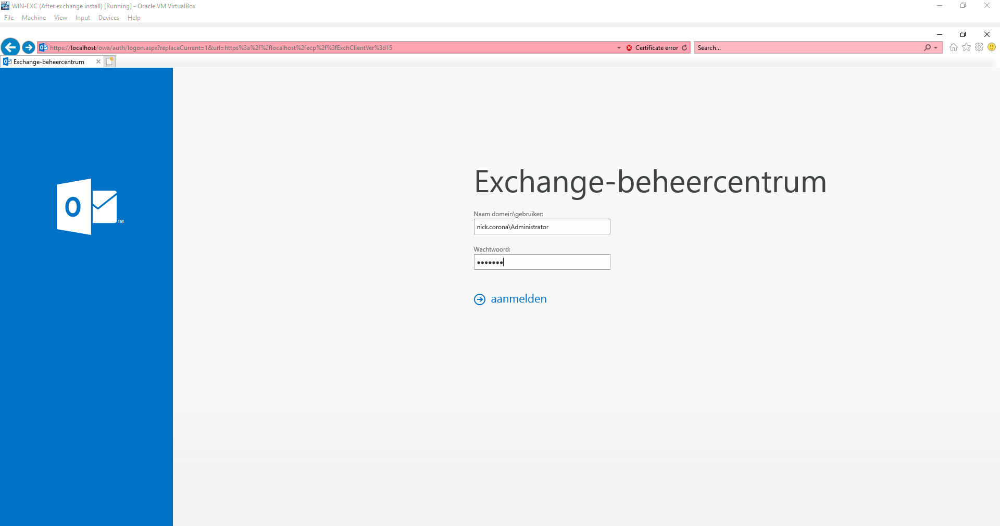 WIN-EXC (After exchange install) [Running] - Oracle VM VirtualBox
File Machine View Input Devices Help
https://localhost/owa/auth/logon.aspx?replaceCurrent=1&url=https%3a%2f%2flocalhost%2fecp%2f%3fExchClientVer%3d15 Certificate error Search...
Exchange-beheercentrum
Exchange-beheercentrum
Naam domein\gebruiker:
nick.corona\Administrator
Wachtwoord:
•••••••
aanmelden
O
TM